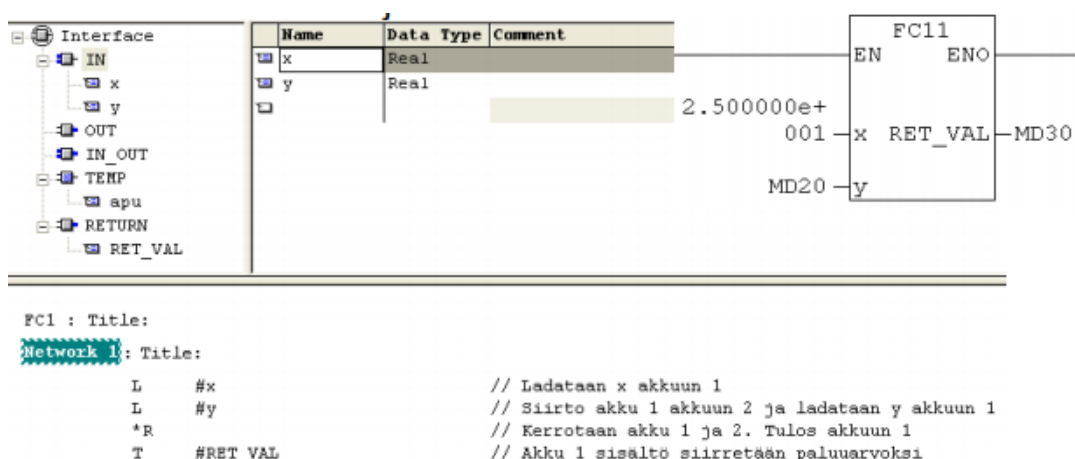 Interface
IN
x
y
OUT
IN_OUT
TEMP
apu
RETURN
RET_VAL
Name Data Type Comment
x Real
y Real
FC11
EN ENO
2.500000e+
001 x RET_VAL MD30
MD20 y
FC1 : Title:
Network 1: Title:
L #x // Ladataan x akkuun 1
L #y // Siirto akku 1 akkuun 2 ja ladataan y akkuun 1
*R // Kerrotaan akku 1 ja 2. Tulos akkuun 1
T #RET_VAL // Akku 1 sisältö siirretään paluuarvoksi